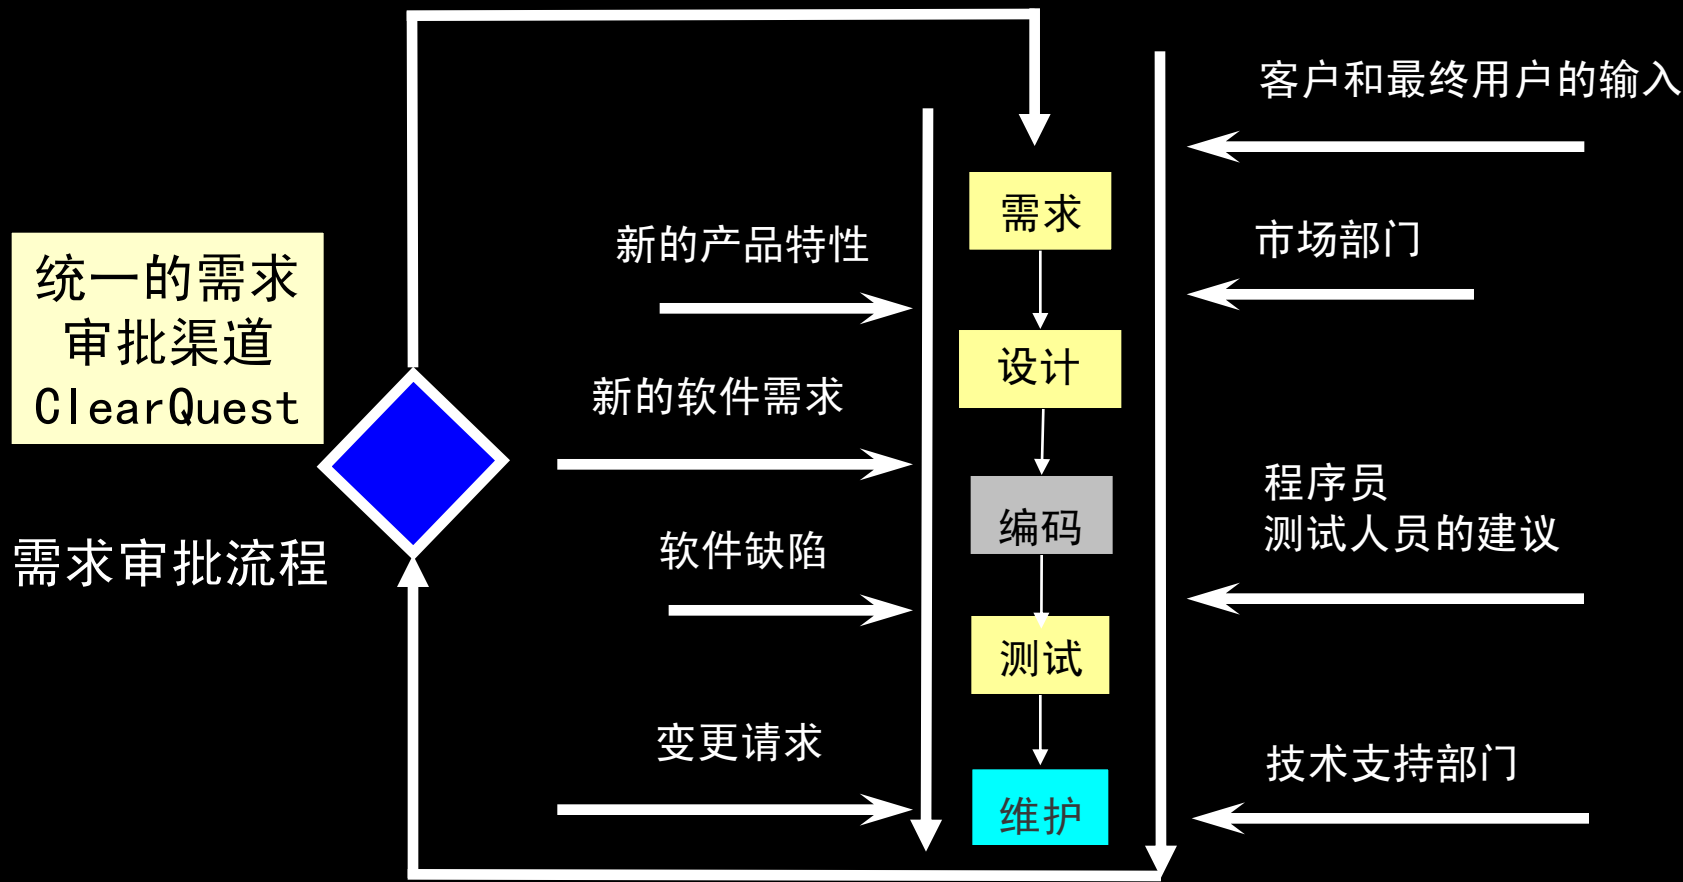 统一的需求
审批渠道
ClearQuest
需求审批流程
新的产品特性
新的软件需求
软件缺陷
变更请求
需求
设计
编码
测试
维护
客户和最终用户的输入
市场部门
程序员
测试人员的建议
技术支持部门